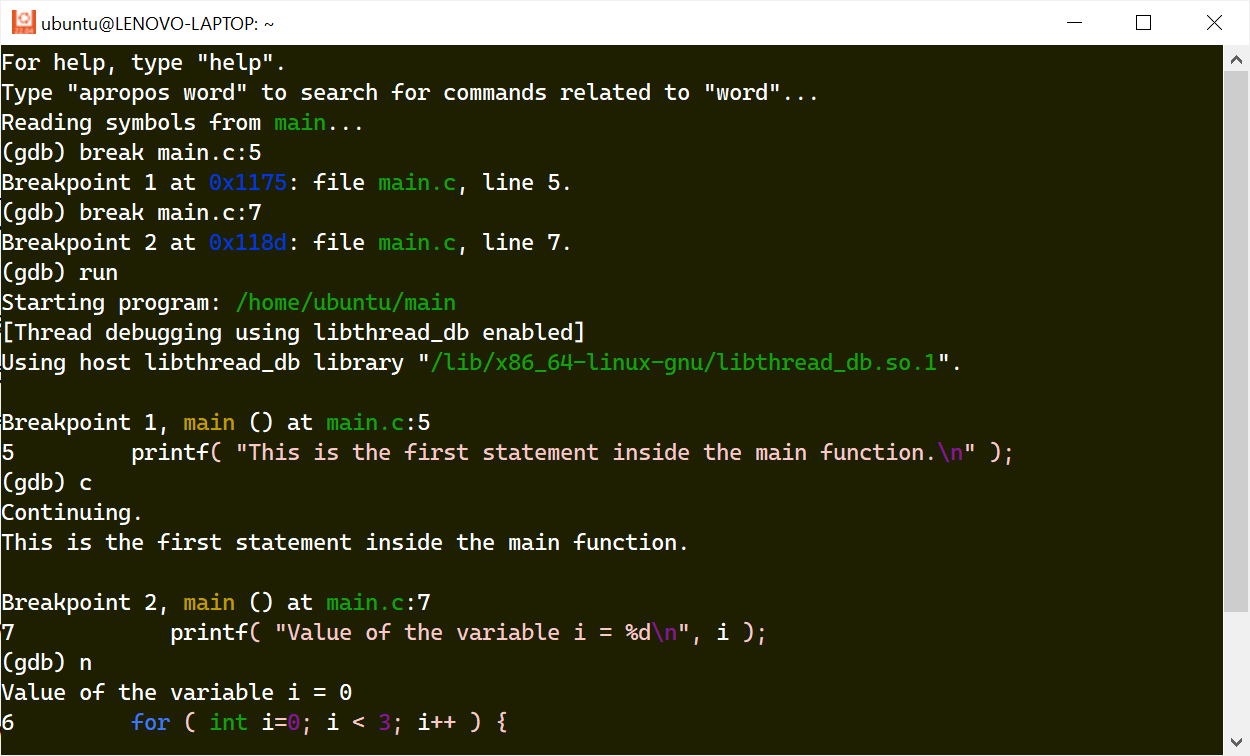 ubuntu@LENOVO-LAPTOP: ~
For help, type "help".
Type "apropos word" to search for commands related to "word"...
Reading symbols from main...
(gdb) break main.c:5
Breakpoint 1 at 0x1175: file main.c, line 5.
(gdb) break main.c:7
Breakpoint 2 at 0x118d: file main.c, line 7.
(gdb) run
Starting program: /home/ubuntu/main
[Thread debugging using libthread_db enabled]
Using host libthread_db library "/lib/x86_64-linux-gnu/libthread_db.so.1".

Breakpoint 1, main () at main.c:5
5         printf( "This is the first statement inside the main function.\n" );
(gdb) c
Continuing.
This is the first statement inside the main function.

Breakpoint 2, main () at main.c:7
7            printf( "Value of the variable i = %d\n", i );
(gdb) n
Value of the variable i = 0
6         for ( int i=0; i < 3; i++ ) {